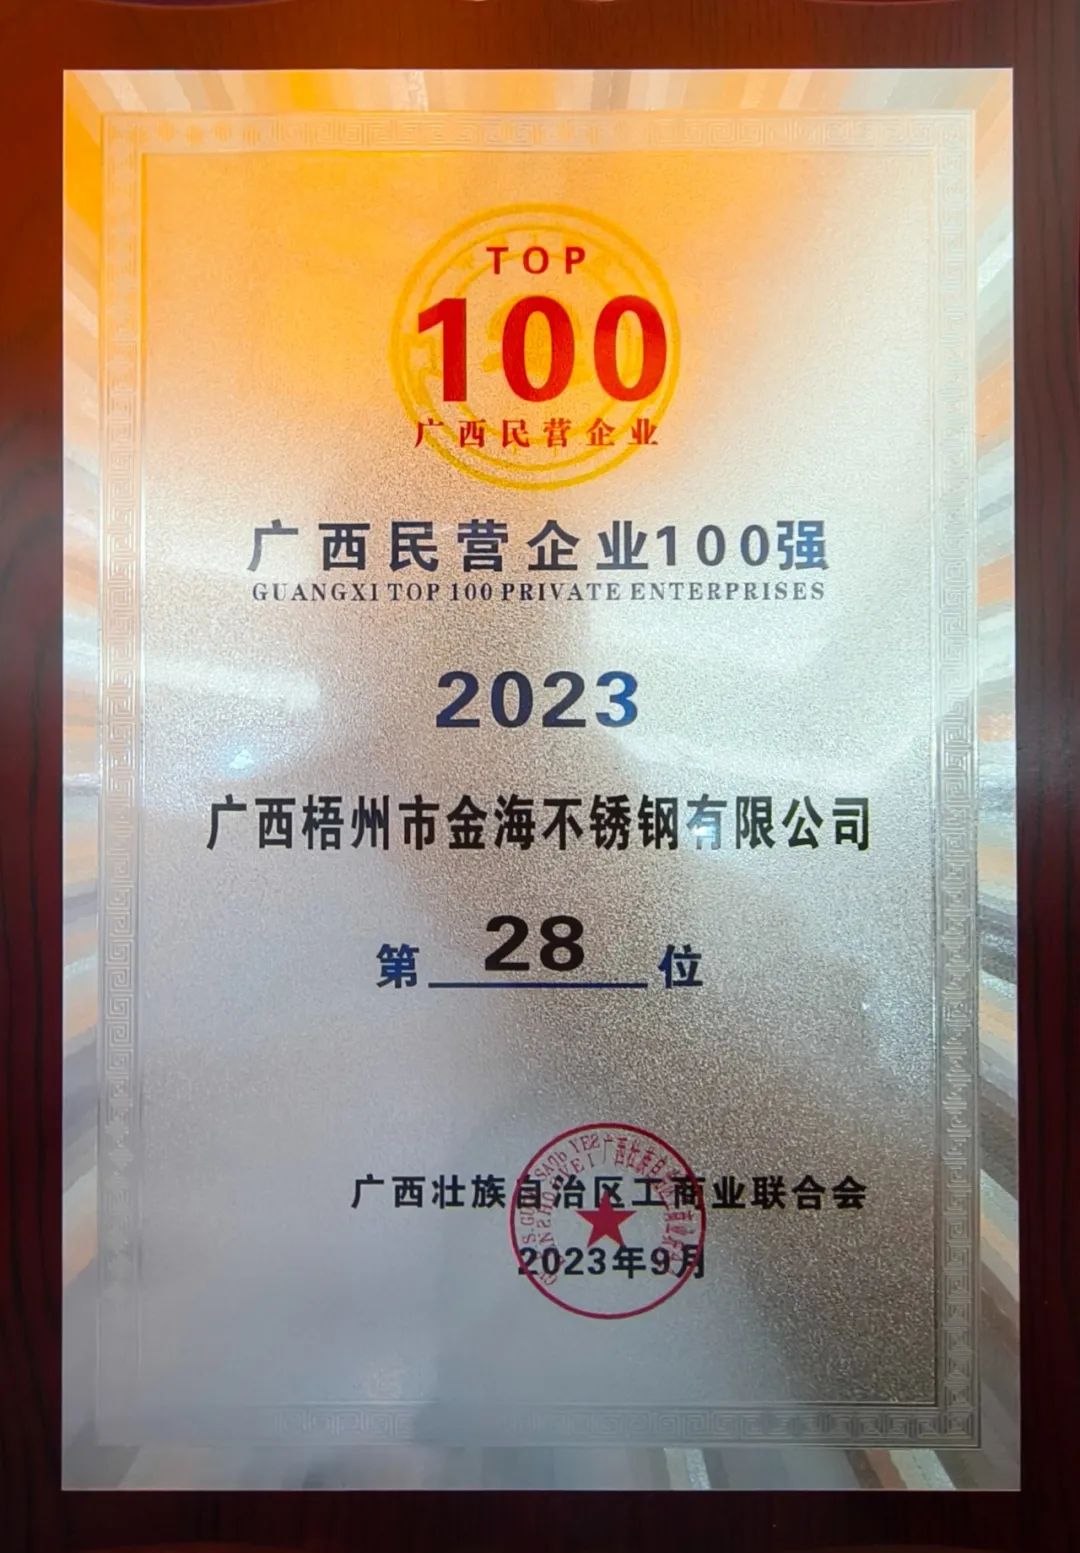 TOP
100
广西民营企业
广西民营企业100强
GUANGXI TOP 100 PRIVATE ENTERPRISES
2023
广西梧州市金海不锈钢有限公司
第 28 位
广西壮族自治区工商业联合会
2023年9月